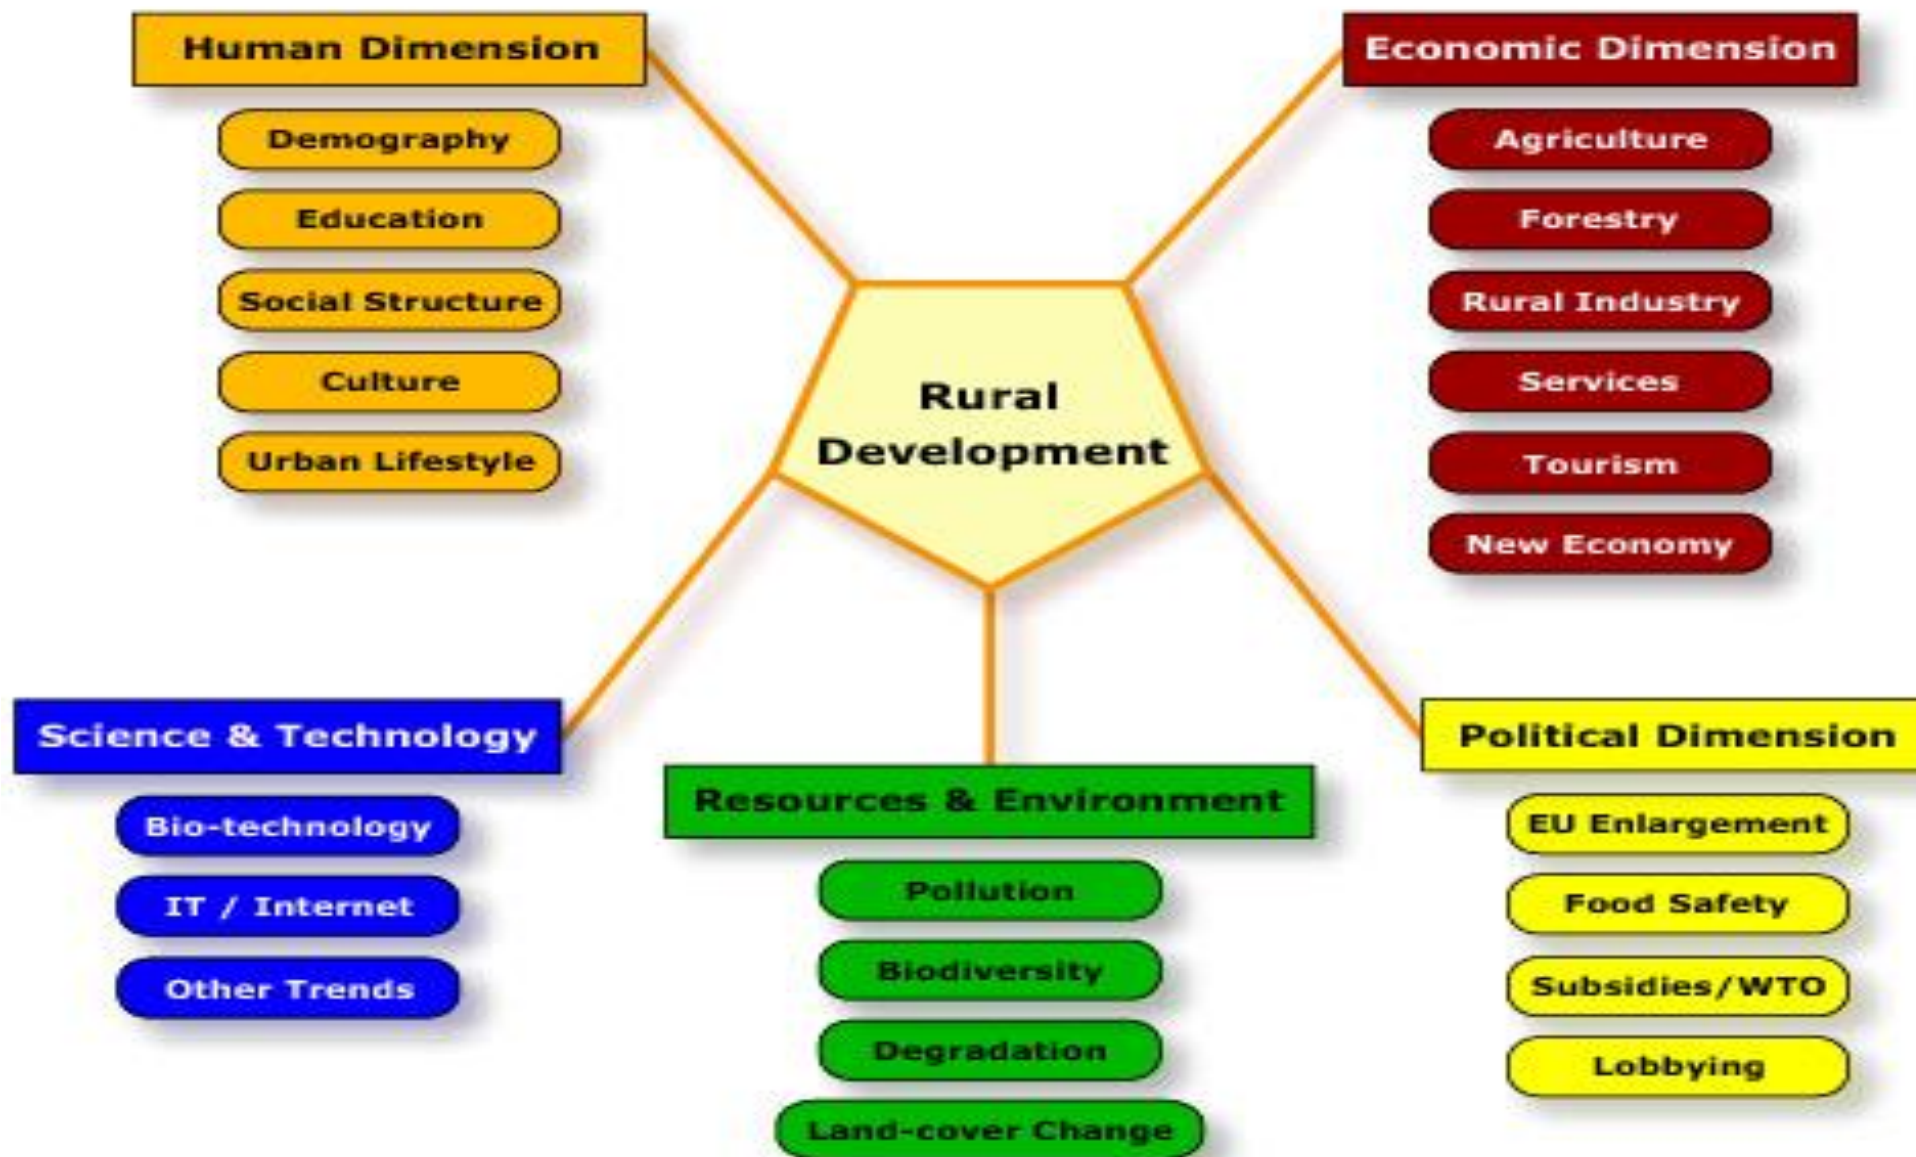 Human Dimension
Demography
Education
Social Structure
Culture
Urban Lifestyle
Economic Dimension
Agriculture
Forestry
Rural Industry
Services
Tourism
New Economy
Rural
Development
Science & Technology
Bio-technology
IT / Internet
Other Trends
Resources & Environment
Pollution
Biodiversity
Degradation
Land-cover Change
Political Dimension
EU Enlargement
Food Safety
Subsidies/WTO
Lobbying